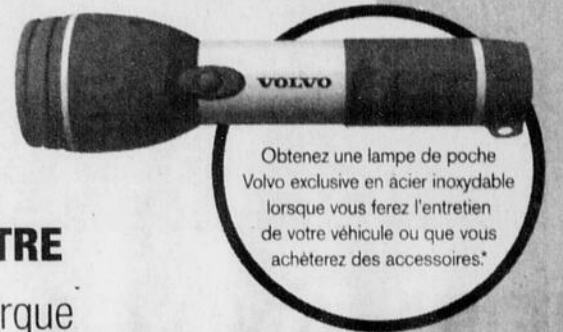 VOLVO
Obtenez une lampe de poche
Volvo exclusive en acier inoxydable
lorsque vous ferez l'entretien
de votre véhicule ou que vous
achèterez des accessoires.*
TRE
rque